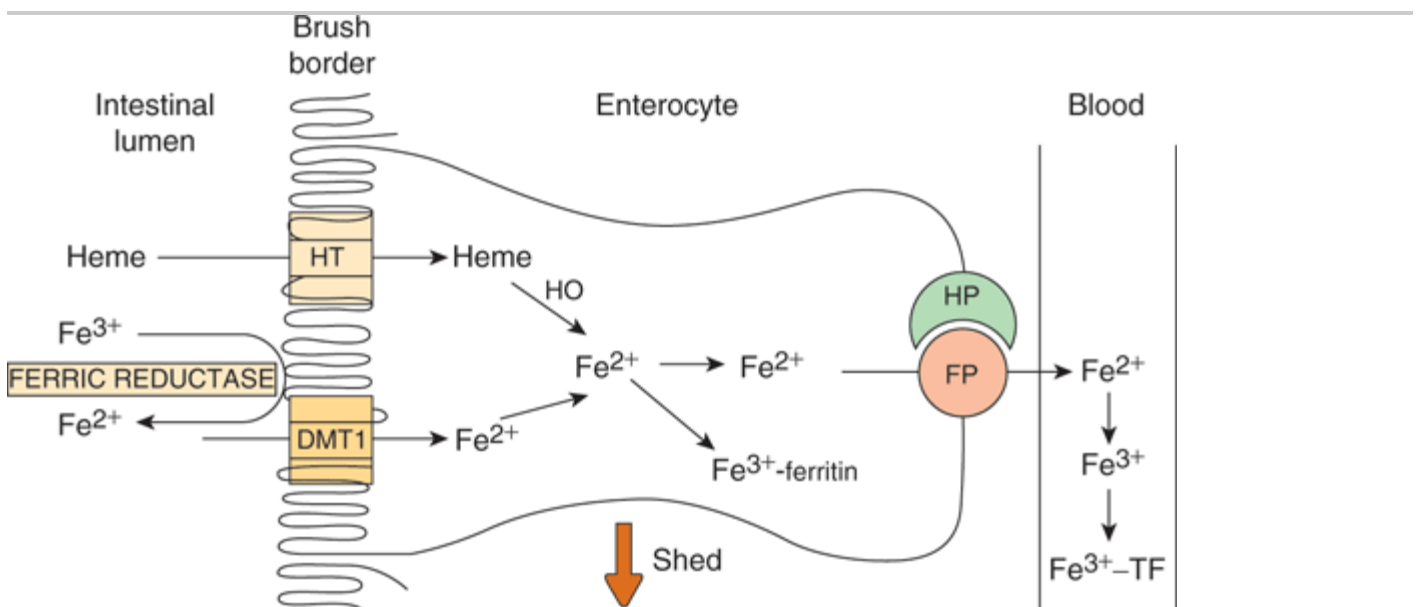 Brush
border
Intestinal
lumen
Enterocyte
Blood
Heme
HT
Heme
HO
HP
Fe3+
FERRIC REDUCTASE
Fe2+
Fe2+
Fe2+
FP
Fe2+
Fe2+
DMT1
Fe2+
Fe3+-ferritin
Fe3+
Shed
Fe3+–TF